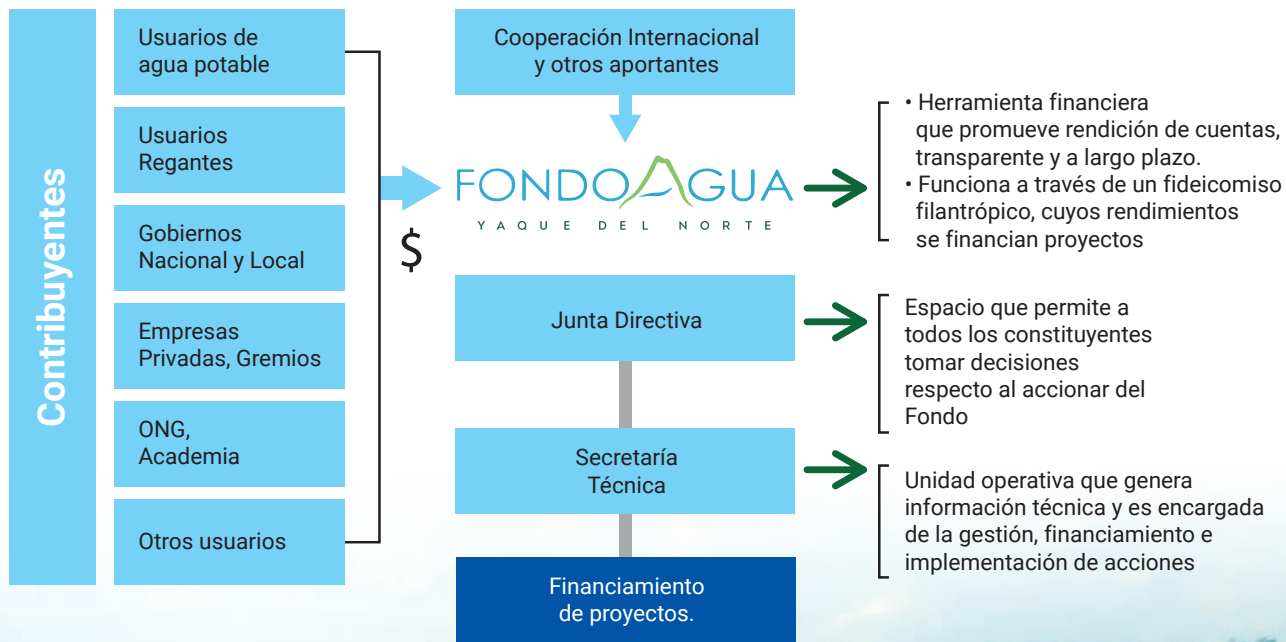 Contribuyentes
Usuarios de
agua potable
Usuarios
Regantes
Gobiernos
Nacional y Local
Empresas
Privadas, Gremios
ONG,
Academia
Otros usuarios
$
Cooperación Internacional
y otros aportantes
FONDOAGUA
YAQUE DEL NORTE
• Herramienta financiera
que promueve rendición de cuentas,
transparente y a largo plazo.
• Funciona a través de un fideicomiso
filantrópico, cuyos rendimientos
se financian proyectos
Junta Directiva
Espacio que permite a
todos los constituyentes
tomar decisiones
respecto al accionar del
Fondo
Secretaría
Técnica
Unidad operativa que genera
información técnica y es encargada
de la gestión, financiamiento e
implementación de acciones
Financiamiento
de proyectos.